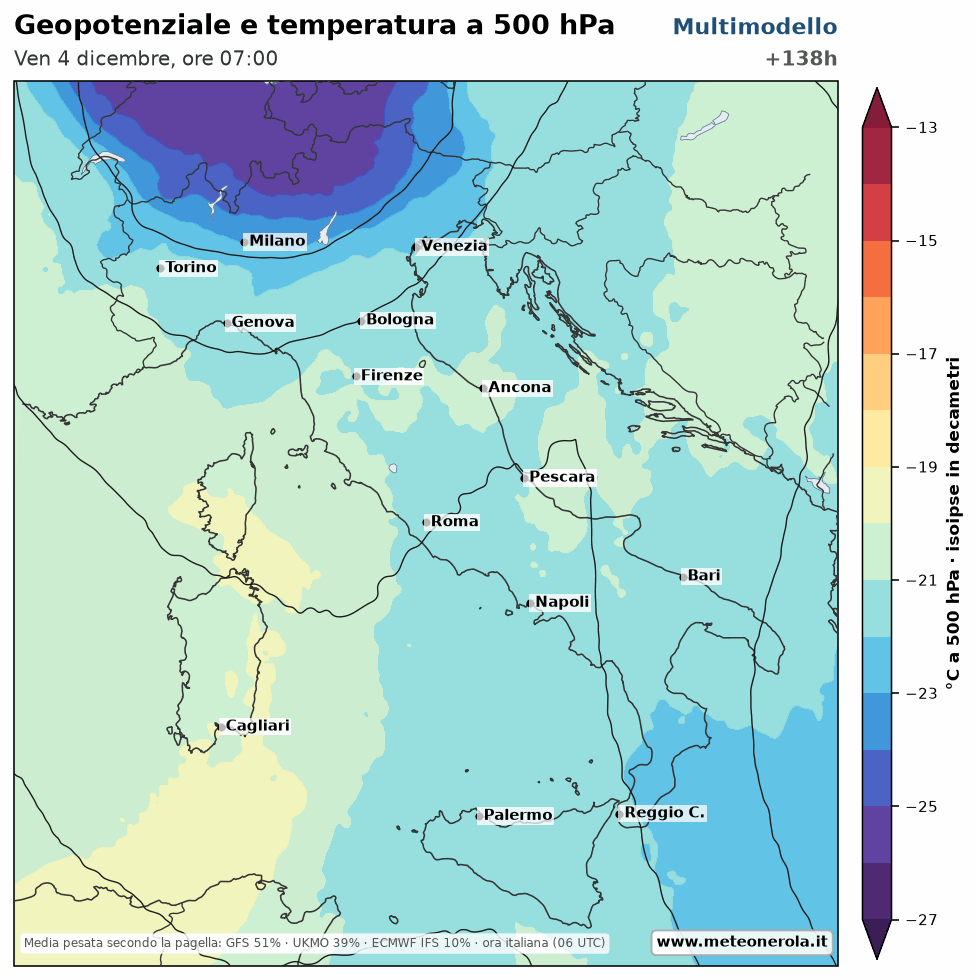 Geopotenziale e temperatura a 500 hPa
Multimodello
Ven 4 dicembre, ore 07:00
+138h
Milano
Venezia
Torino
Genova
Bologna
Firenze
Ancona
Pescara
Roma
Bari
Napoli
Cagliari
Palermo
Reggio C.
−13
−15
−17
−19
−21
−23
−25
−27
°C a 500 hPa · isoipse in decametri
Media pesata secondo la pagella: GFS 51% · UKMO 39% · ECMWF IFS 10% · ora italiana (06 UTC)
www.meteonerola.it